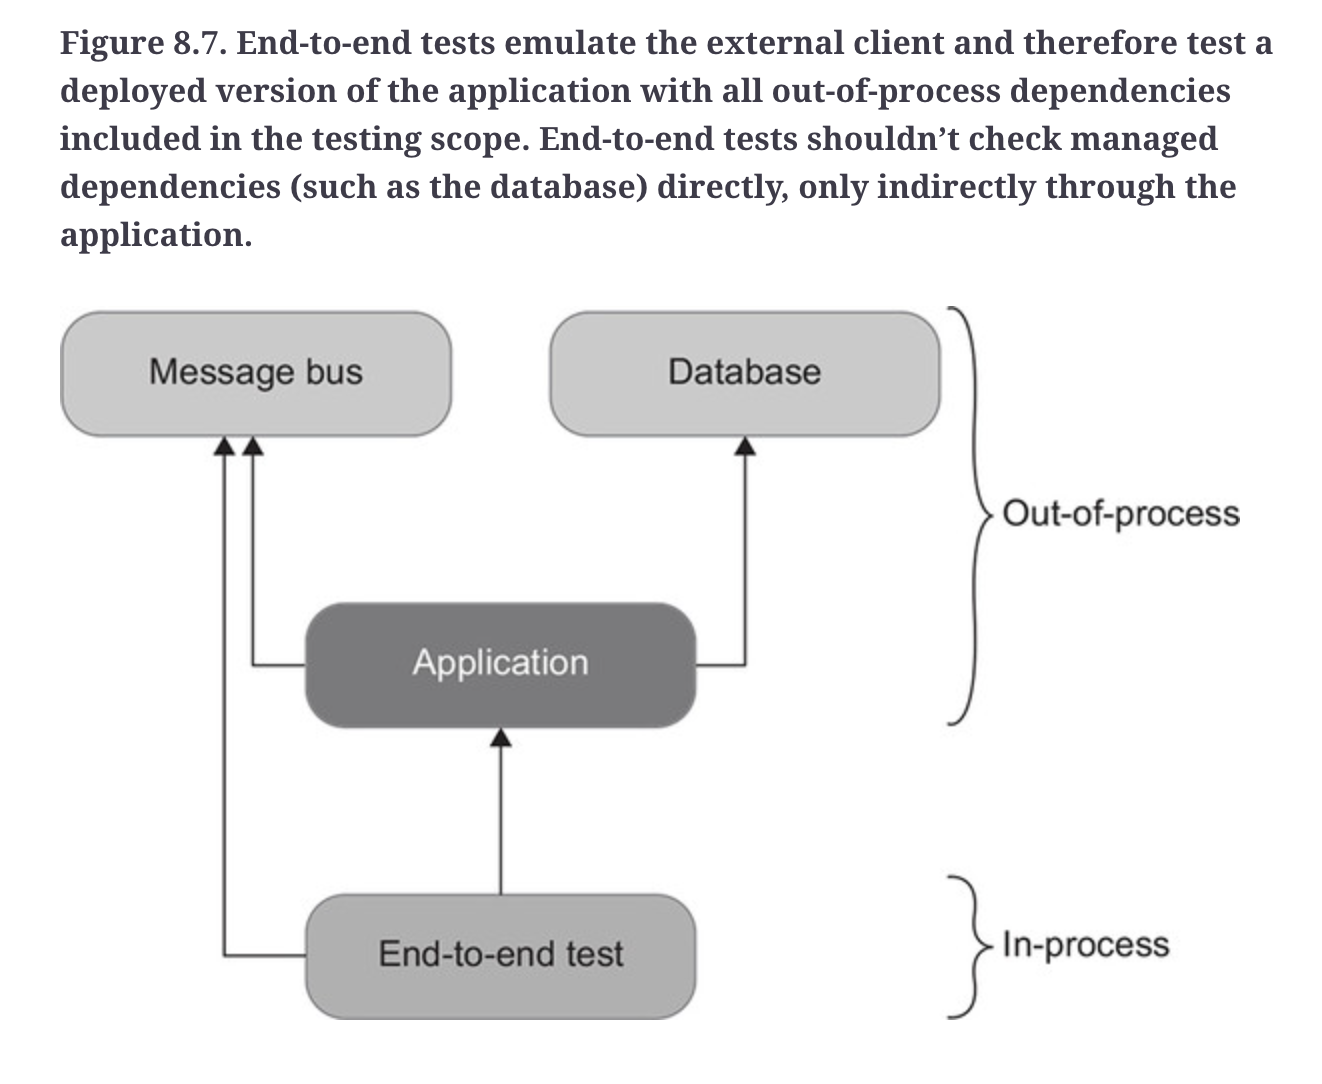 Figure 8.7. End-to-end tests emulate the external client and therefore test a
deployed version of the application with all out-of-process dependencies
included in the testing scope. End-to-end tests shouldn’t check managed
dependencies (such as the database) directly, only indirectly through the
application.
Message bus
Database
Out-of-process
Application
End-to-end test
In-process